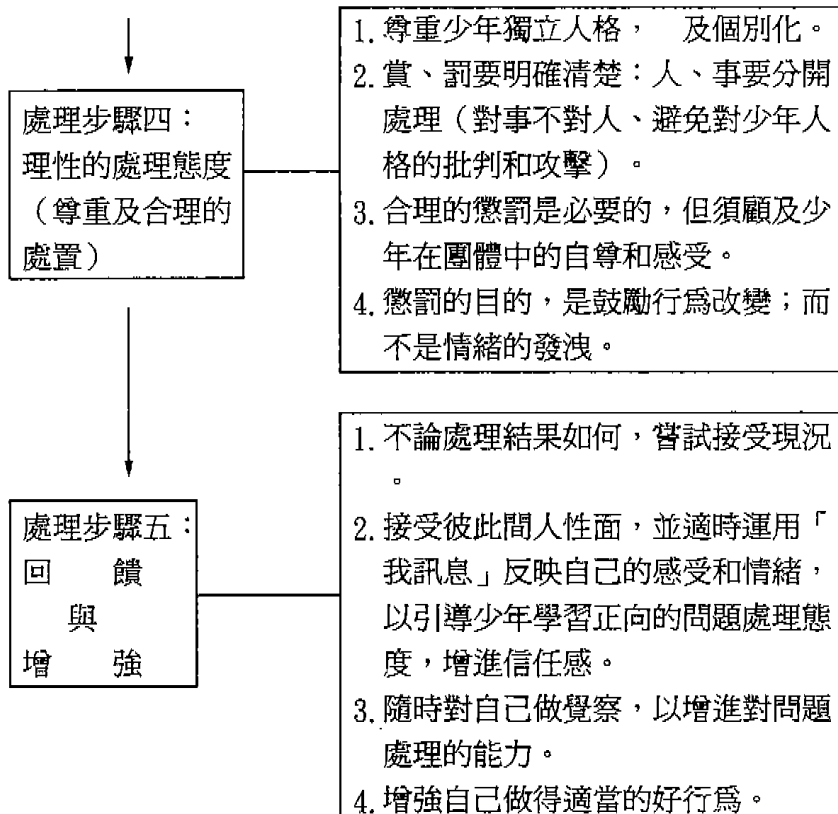 處理步驟四：
理性的處理態度
（尊重及合理的
處置）
1. 尊重少年獨立人格，　及個別化。
2. 賞、罰要明確清楚：人、事要分開
處理（對事不對人、避免對少年人
格的批判和攻擊）。
3. 合理的懲罰是必要的，但須顧及少
年在團體中的自尊和感受。
4. 懲罰的目的，是鼓勵行為改變；而
不是情緒的發洩。
處理步驟五：
回　　饋
與
增　　強
1. 不論處理結果如何，嘗試接受現況
。
2. 接受彼此間人性面，並適時運用「
我訊息」反映自己的感受和情緒，
以引導少年學習正向的問題處理態
度，增進信任感。
3. 隨時對自己做覺察，以增進對問題
處理的能力。
4. 增強自己做得適當的好行為。